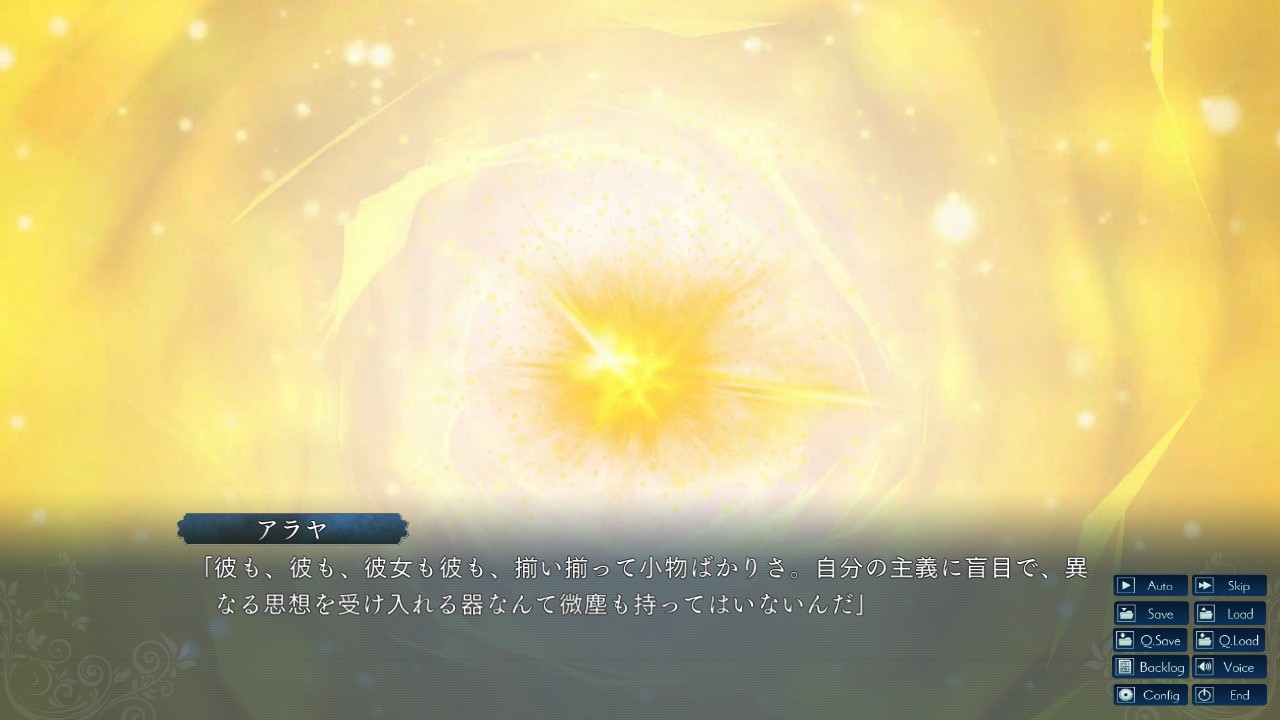 アラヤ
「彼も、彼も、彼女も彼も、揃い揃って小物ばかりさ。自分の主義に盲目で、異
なる思想を受け入れる器なんて微塵も持ってはいないんだ」
Auto
Skip
Save
Load
Q.Save
Q.Load
Backlog
Voice
Config
End